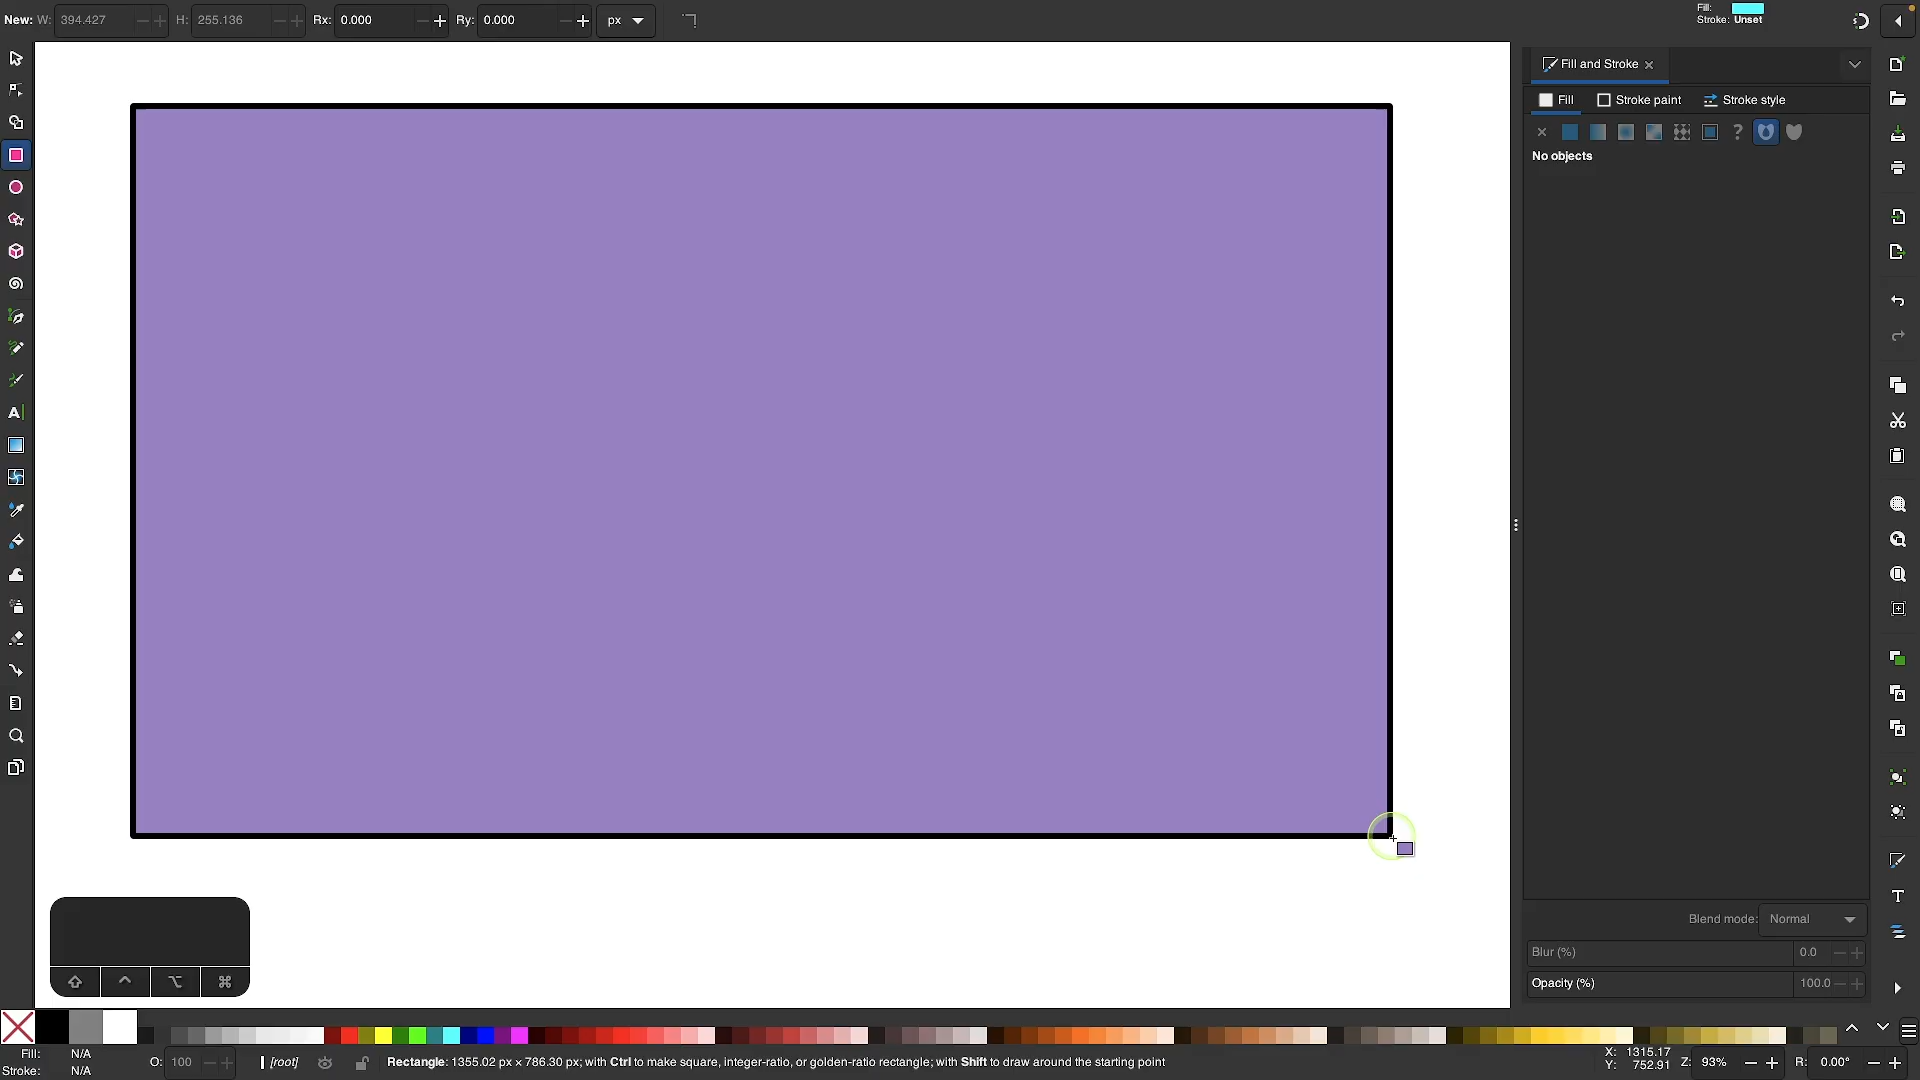 New: W: 394.427 H: 255.136 Rx: 0.000 Ry: 0.000 px
Fill:
Stroke: Unset
Fill and Stroke
Fill Stroke paint Stroke style
?
No objects
A
T
Blend mode: Normal
Blur (%) 0.0
Opacity (%) 100.0
Fill: N/A
Stroke: N/A
O: 100
[root]
Rectangle: 1355.02 px × 786.30 px; with Ctrl to make square, integer-ratio, or golden-ratio rectangle; with Shift to draw around the starting point
X: 1315.17
Y: 752.91
Z: 93%
R: 0.00°